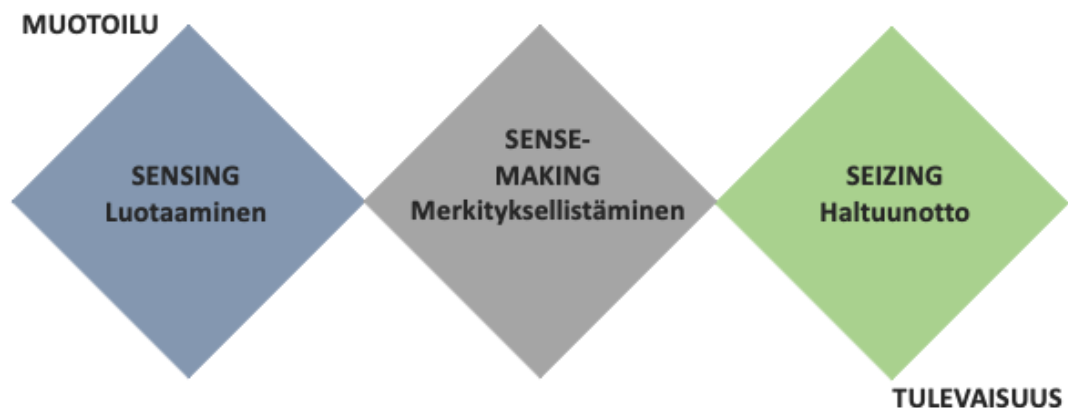 MUOTOILU
SENSING
Luotaaminen
SENSE-
MAKING
Merkityksellistäminen
SEIZING
Haltuunotto
TULEVAISUUS